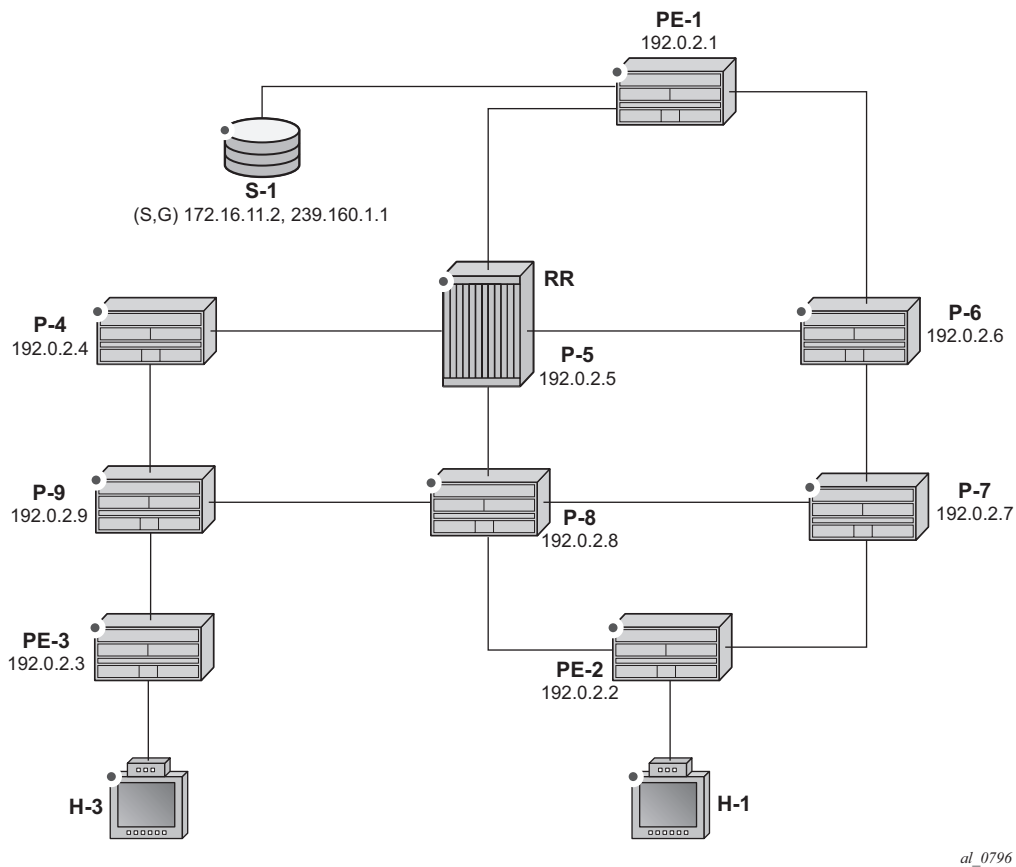 PE-1
192.0.2.1
S-1
(S,G) 172.16.11.2, 239.160.1.1
RR
P-4
192.0.2.4
P-5
192.0.2.5
P-6
192.0.2.6
P-9
192.0.2.9
P-8
192.0.2.8
P-7
192.0.2.7
PE-3
192.0.2.3
PE-2
192.0.2.2
H-3
H-1
al_0796